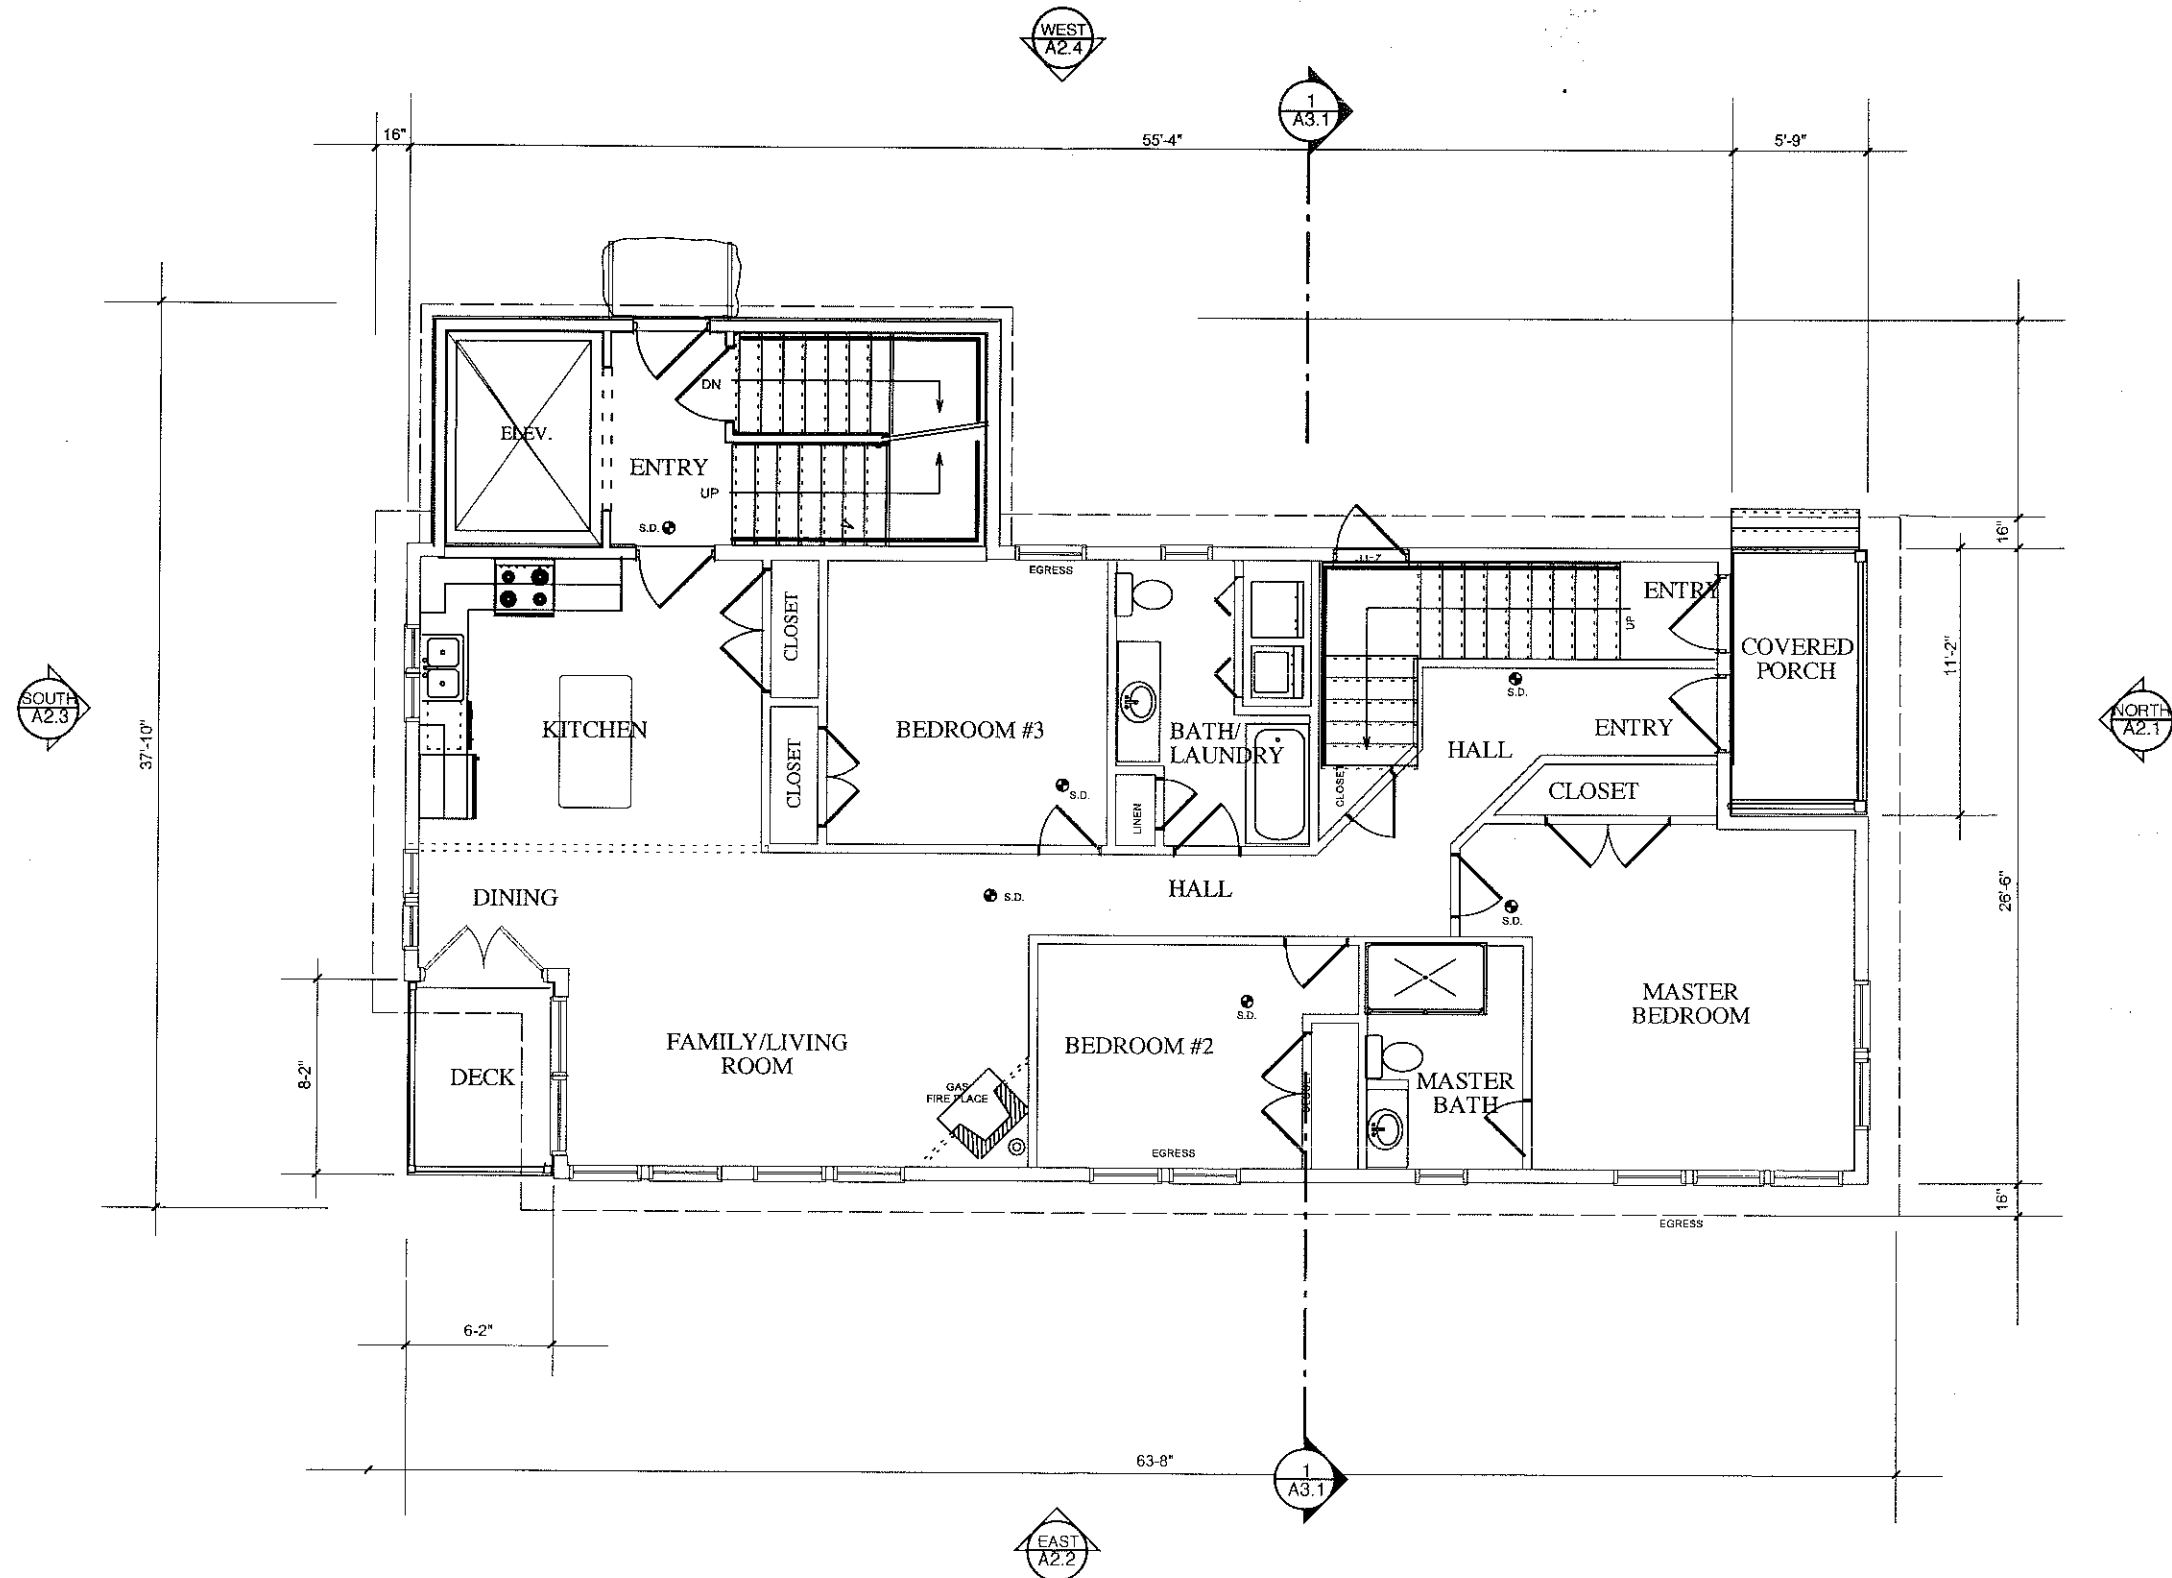 WEST
A2.4
1
A3.1
16"
55'-4"
5'-9"
DN
ELEV.
ENTRY
UP
S.D.
16"
EGRESS
ENTRY
UP
CLOSET
COVERED
PORCH
11'-2"
S.D.
SOUTH
A2.3
NORTH
A2.1
37'-10"
KITCHEN
BEDROOM #3
BATH/
LAUNDRY
ENTRY
HALL
CLOSET
CLOSET
CLOSET
S.D.
LINEN
DINING
S.D.
HALL
S.D.
26'-6"
MASTER
BEDROOM
S.D.
FAMILY/LIVING
ROOM
BEDROOM #2
8-2"
DECK
GAS
FIRE PLACE
MASTER
BATH
EGRESS
16"
EGRESS
6-2"
63-8"
1
A3.1
EAST
A2.2